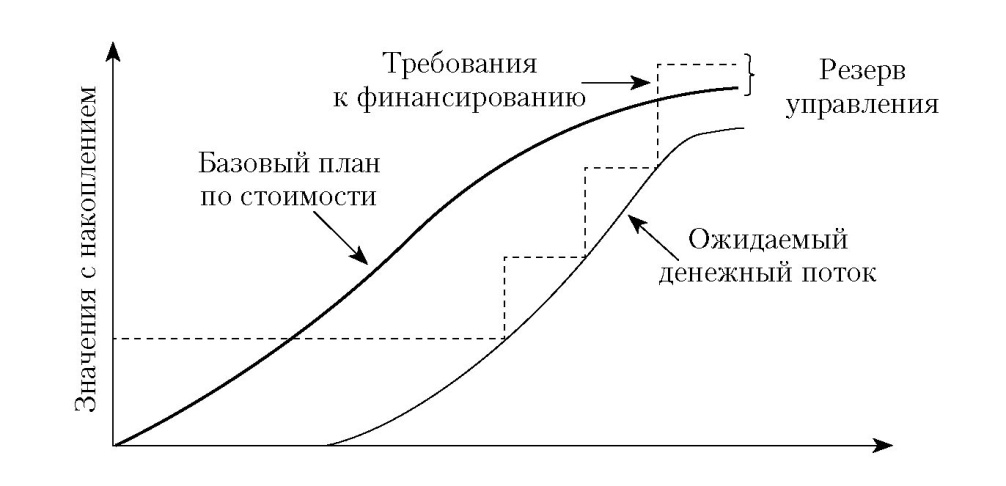 Требования
к финансированию
Резерв
управления
Базовый план
по стоимости
Ожидаемый
денежный поток
Значения с накоплением